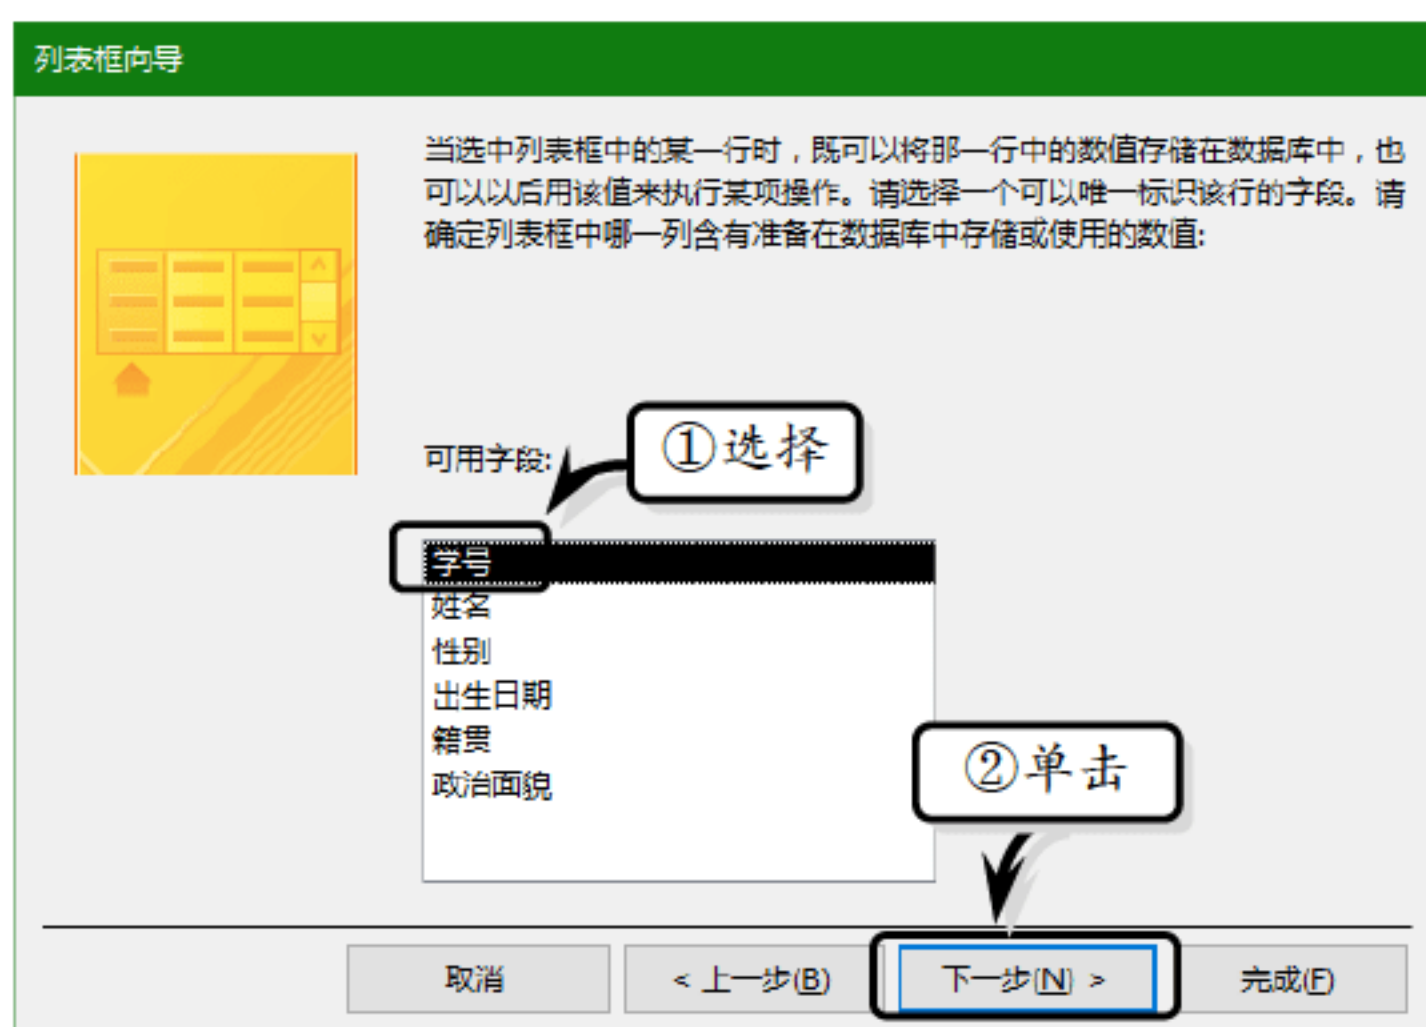 列表框向导
当选中列表框中的某一行时，既可以将那一行中的数值存储在数据库中，也
可以以后用该值来执行某项操作。请选择一个可以唯一标识该行的字段。请
确定列表框中哪一列含有准备在数据库中存储或使用的数值:
①选择
可用字段:
学号
姓名
性别
出生日期
籍贯
政治面貌
②单击
取消
< 上一步(B)
下一步(N) >
完成(F)